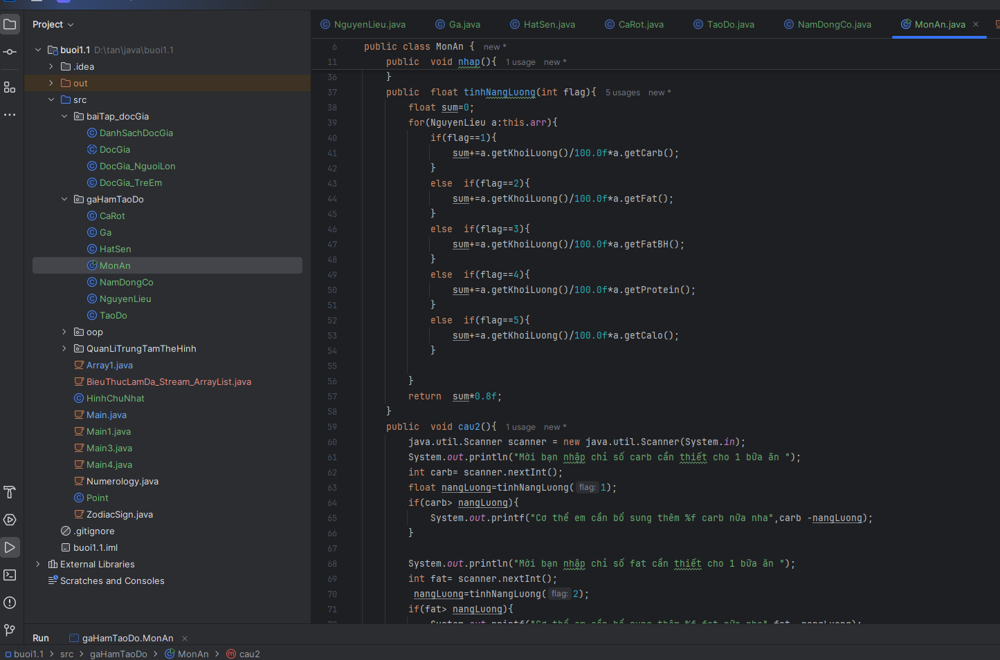 Project
buoi1.1 D:\tan\java\buoi1.1
.idea
out
src
baiTap_docGia
DanhSachDocGia
DocGia
DocGia_NguoiLon
DocGia_TreEm
gaHamTaoDo
CaRot
Ga
HatSen
MonAn
NamDongCo
NguyenLieu
TaoDo
oop
QuanLiTrungTamTheHinh
Array1.java
BieuThucLamDa_Stream_ArrayList.java
HinhChuNhat
Main.java
Main1.java
Main3.java
Main4.java
Numerology.java
Point
ZodiacSign.java
.gitignore
buoi1.1.iml
External Libraries
Scratches and Consoles
NguyenLieu.java Ga.java HatSen.java CaRot.java TaoDo.java NamDongCo.java MonAn.java
6 public class MonAn { new *
11 public void nhap(){ 1 usage new *
36 }
37 public float tinhNangLuong(int flag){ 5 usages new *
38 float sum=0;
39 for(NguyenLieu a:this.arr){
40 if(flag==1){
41 sum+=a.getKhoiLuong()/100.0f*a.getCarb();
42 }
43 else if(flag==2){
44 sum+=a.getKhoiLuong()/100.0f*a.getFat();
45 }
46 else if(flag==3){
47 sum+=a.getKhoiLuong()/100.0f*a.getFatBH();
48 }
49 else if(flag==4){
50 sum+=a.getKhoiLuong()/100.0f*a.getProtein();
51 }
52 else if(flag==5){
53 sum+=a.getKhoiLuong()/100.0f*a.getCalo();
54 }
55
56 }
57 return sum*0.8f;
58 }
59 public void cau2(){ 1 usage new *
60 java.util.Scanner scanner = new java.util.Scanner(System.in);
61 System.out.println("Mời bạn nhập chỉ số carb cần thiết cho 1 bữa ăn ");
62 int carb= scanner.nextInt();
63 float nangLuong=tinhNangLuong( flag: 1);
64 if(carb> nangLuong){
65 System.out.printf("Cơ thể em cần bổ sung thêm %f carb nữa nha",carb -nangLuong);
66 }
67
68 System.out.println("Mời bạn nhập chỉ số fat cần thiết cho 1 bữa ăn ");
69 int fat= scanner.nextInt();
70 nangLuong=tinhNangLuong( flag: 2);
71 if(fat> nangLuong){
Run gaHamTaoDo.MonAn
buoi1.1 > src > gaHamTaoDo > MonAn > cau2